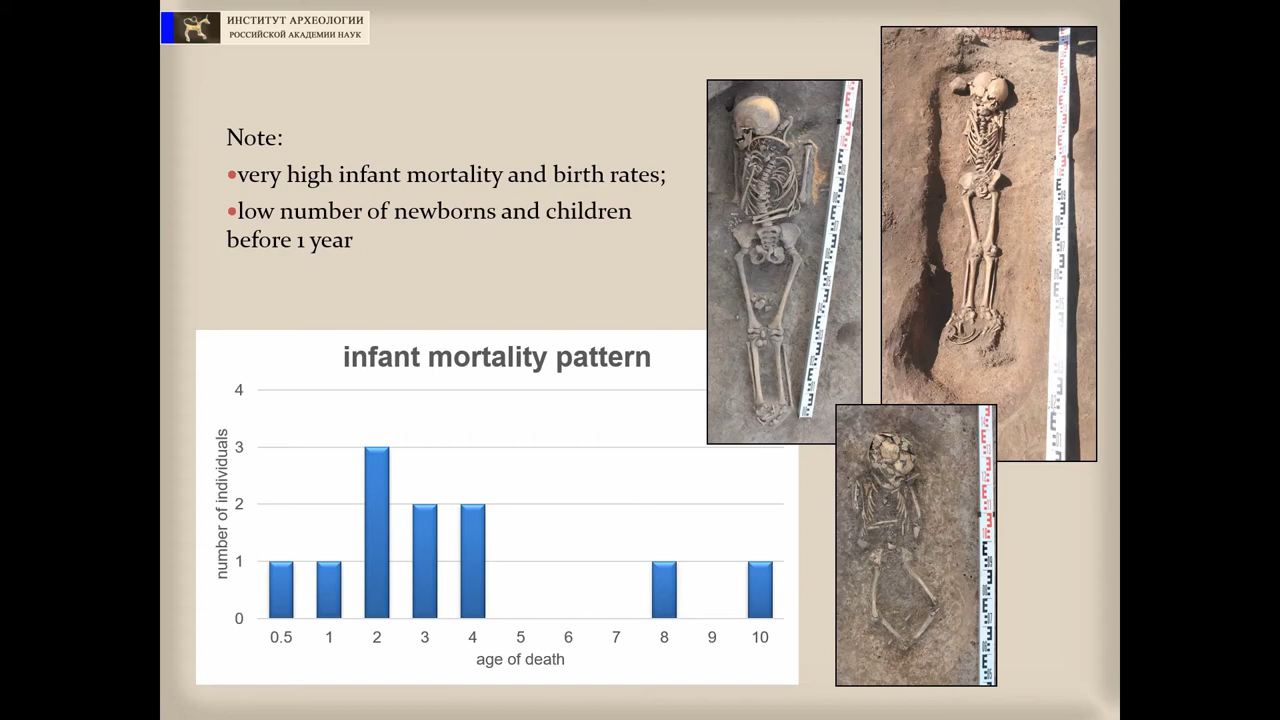 ИНСТИТУТ АРХЕОЛОГИИ
РОССИЙСКОЙ АКАДЕМИИ НАУК
Note:
•very high infant mortality and birth rates;
•low number of newborns and children
before 1 year
infant mortality pattern
number of individuals
4
3
2
1
0
0.5 1 2 3 4 5 6 7 8 9 10
age of death